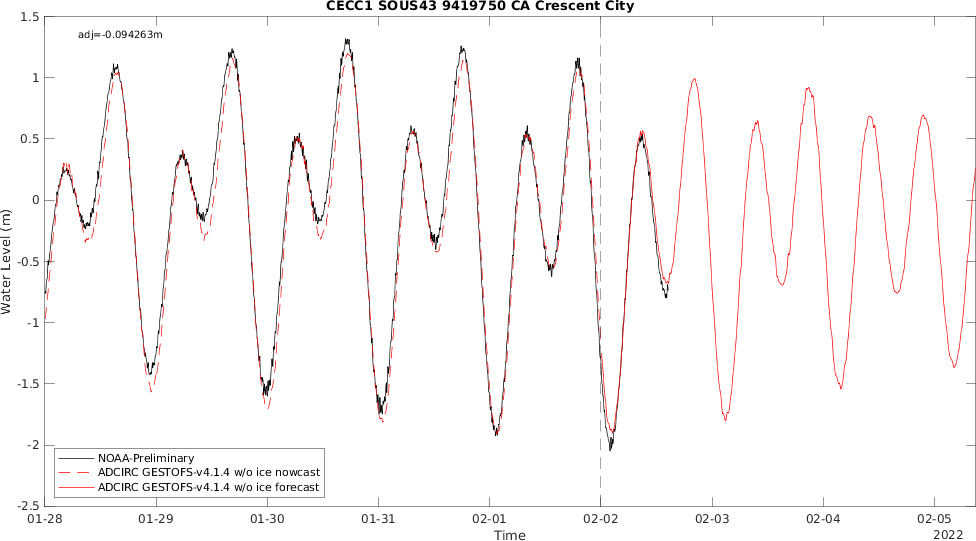 CECC1 SOUS43 9419750 CA Crescent City
adj=-0.094263m
1.5
1
0.5
0
-0.5
-1
-1.5
-2
-2.5
Water Level (m)
NOAA-Preliminary
ADCIRC GESTOFS-v4.1.4 w/o ice nowcast
ADCIRC GESTOFS-v4.1.4 w/o ice forecast
01-28 01-29 01-30 01-31 02-01 02-02 02-03 02-04 02-05
Time
2022